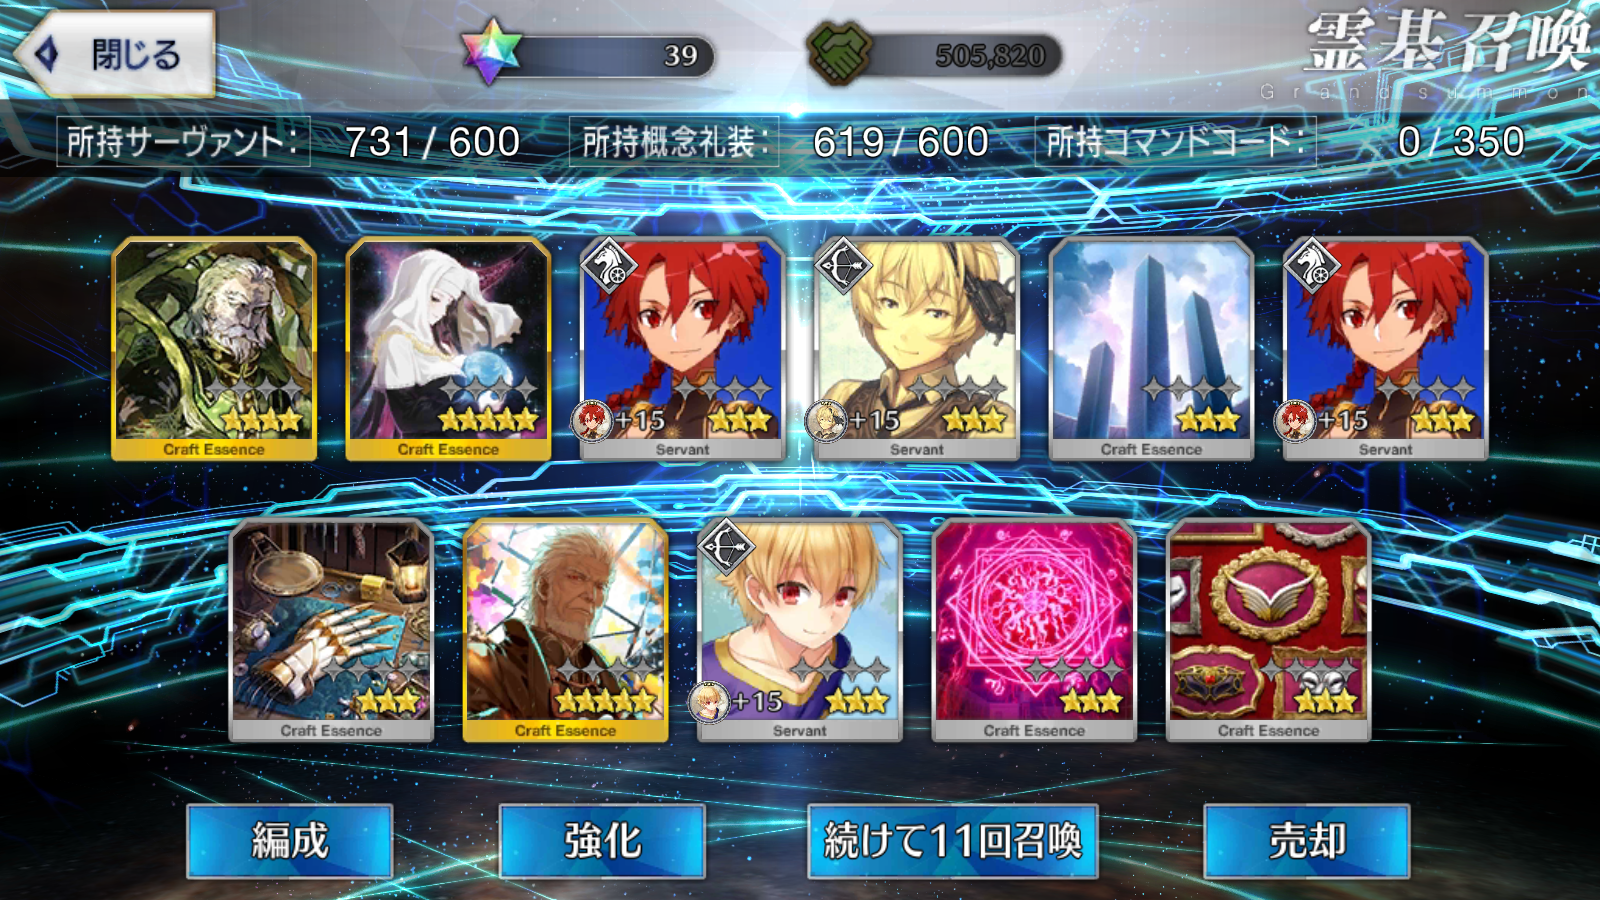 閉じる
39
505,820
霊基召喚
Grand summon
所持サーヴァント: 731 / 600
所持概念礼装: 619 / 600
所持コマンドコード: 0 / 350
Craft Essence
Craft Essence
+15
Servant
+15
Servant
Craft Essence
+15
Servant
Craft Essence
Craft Essence
+15
Servant
Craft Essence
Craft Essence
編成
強化
続けて11回召喚
売却